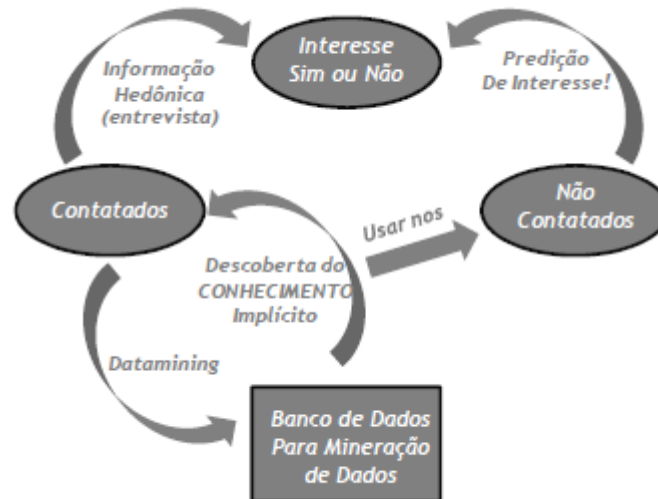 Interesse
Sim ou Não
Informação
Hedônica
(entrevista)
Predição
De Interesse!
Contatados
Não
Contatados
Usar nos
Descoberta do
CONHECIMENTO
Implícito
Datamining
Banco de Dados
Para Mineração
de Dados